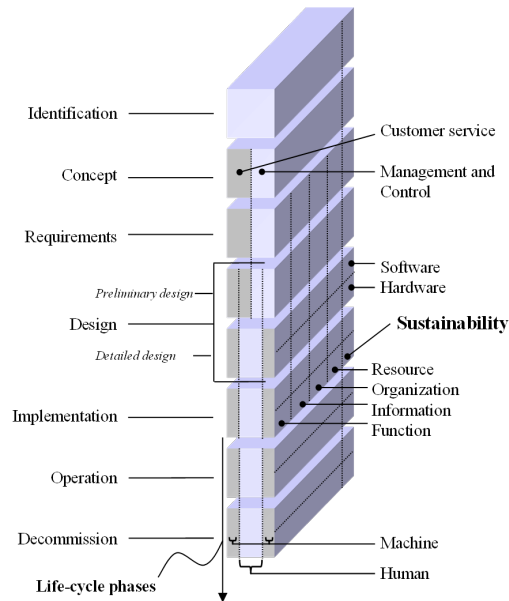 Identification
Customer service
Concept
Management and
Control
Requirements
Software
Preliminary design
Hardware
Design
Sustainability
Detailed design
Resource
Organization
Implementation
Information
Function
Operation
Decommission
Machine
Life-cycle phases
Human